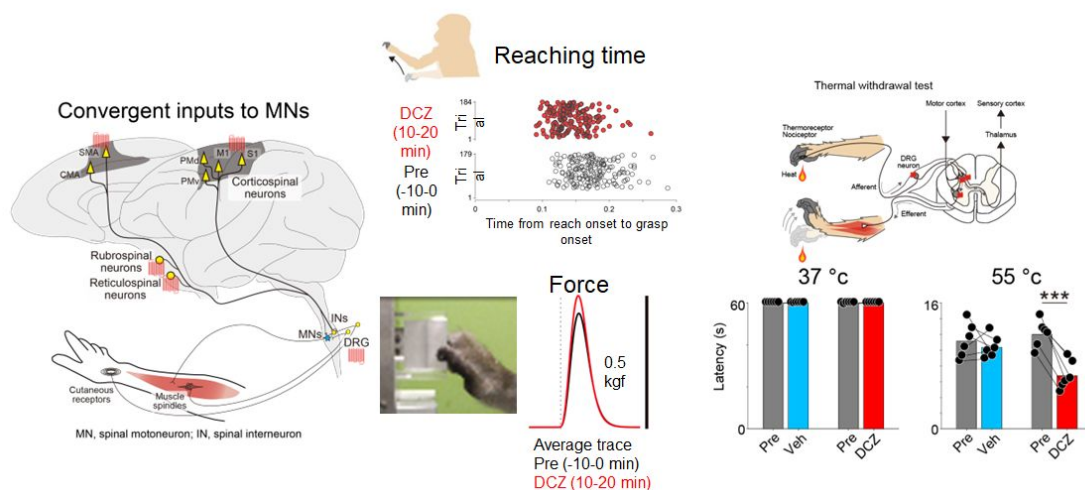 Convergent inputs to MNs
SMA
CMA
PMd
M1
S1
PMv
Corticospinal
neurons
Rubrospinal
neurons
Reticulospinal
neurons
INs
MNs
DRG
Cutaneous
receptors
Muscle
spindles
MN, spinal motoneuron; IN, spinal interneuron
Reaching time
DCZ
(10-20
min)
Tri
al
184
1
Pre
(-10-0
min)
Tri
al
179
1
0
0.1
0.2
0.3
Time from reach onset to grasp
onset
Force
0.5
kgf
Average trace
Pre (-10-0 min)
DCZ (10-20 min)
Thermal withdrawal test
Motor cortex
Sensory cortex
Thermoreceptor
Nociceptor
Thalamus
DRG
neuron
Heat
Afferent
Efferent
37 °c
Latency (s)
60
0
Pre
Veh
Pre
DCZ
55 °c
16
8
0
***
Pre
Veh
Pre
DCZ